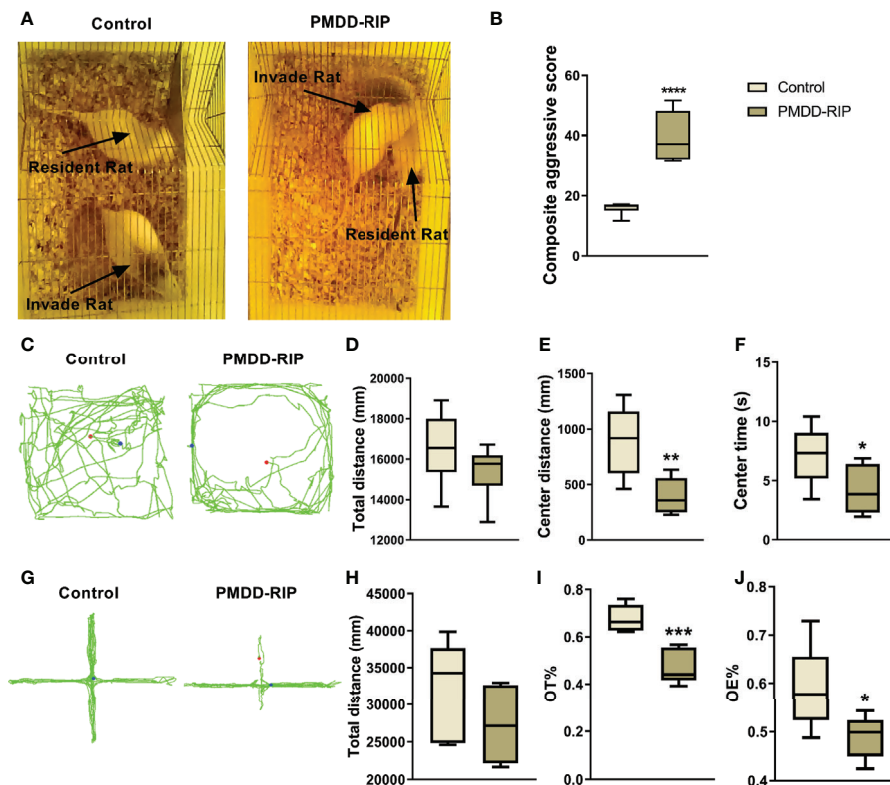 A
Control
PMDD-RIP
Resident Rat
Invade Rat
Invade Rat
Resident Rat
B
Composite aggressive score
60
40
20
0
****
Control
PMDD-RIP
C
Control
PMDD-RIP
D
Total distance (mm)
20000
18000
16000
14000
12000
E
Center distance (mm)
1500
1000
500
0
**
F
Center time (s)
15
10
5
0
*
G
Control
PMDD-RIP
H
Total distance (mm)
45000
40000
35000
30000
25000
20000
I
OT%
0.8
0.6
0.4
0.2
0.0
***
J
OE%
0.8
0.7
0.6
0.5
0.4
*